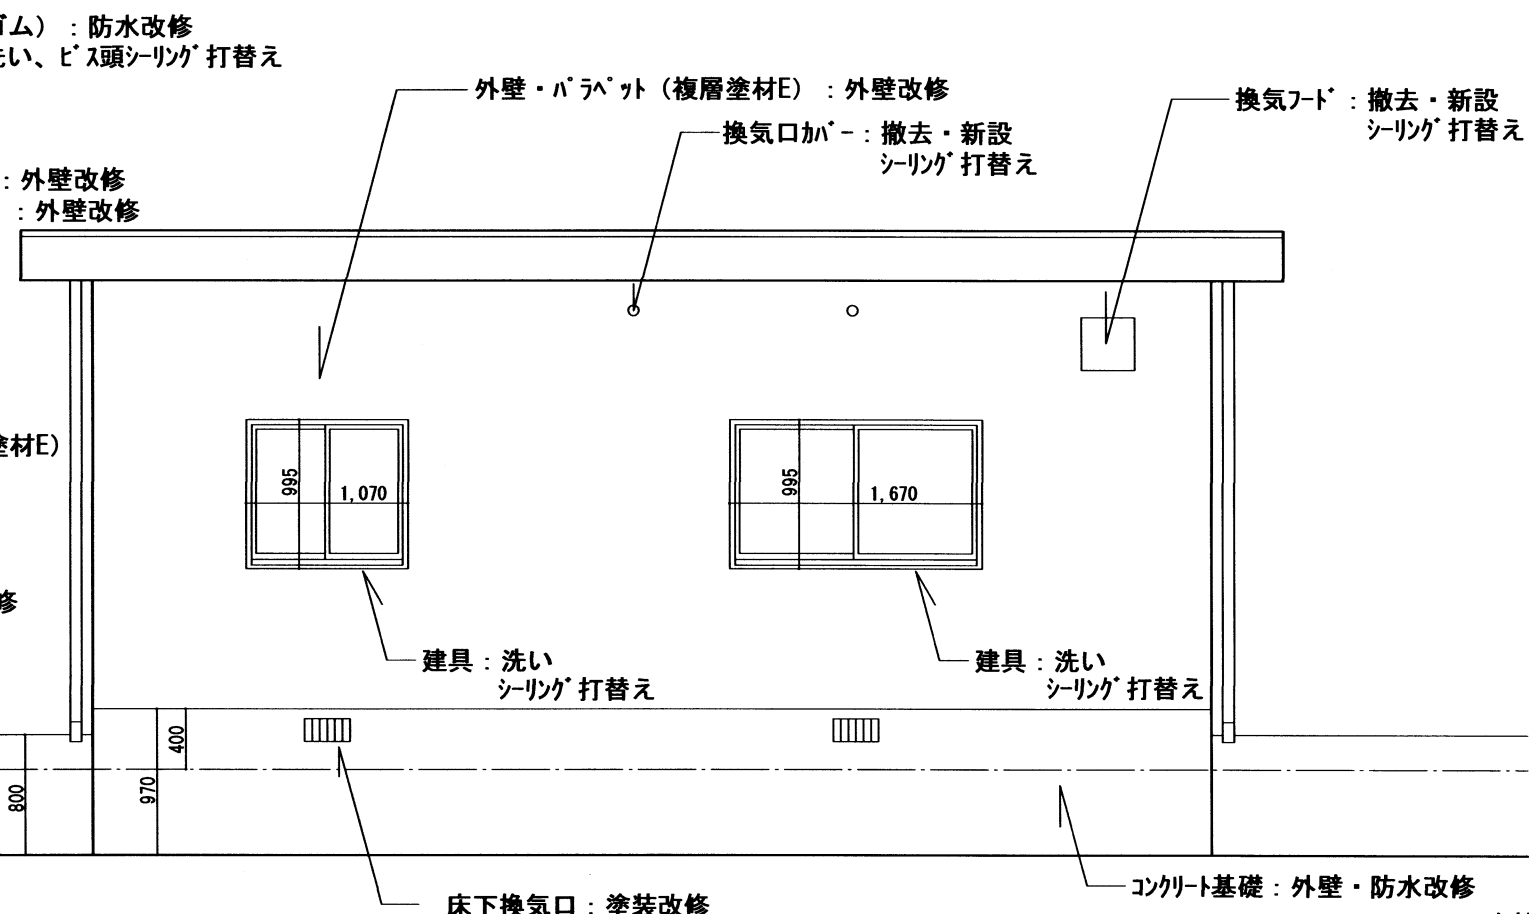 ゴム）：防水改修
洗い、ﾋﾞｽ頭ｼｰﾘﾝｸﾞ打替え
外壁・ﾊﾟﾗﾍﾟｯﾄ（複層塗材E）：外壁改修
換気ﾌｰﾄﾞ：撤去・新設
ｼｰﾘﾝｸﾞ打替え
換気口ｶﾊﾞｰ：撤去・新設
ｼｰﾘﾝｸﾞ打替え
：外壁改修
：外壁改修
塗材E）
995
1,070
995
1,670
修
建具：洗い
ｼｰﾘﾝｸﾞ打替え
建具：洗い
ｼｰﾘﾝｸﾞ打替え
400
970
800
ｺﾝｸﾘｰﾄ基礎：外壁・防水改修
床下換気口：塗装改修